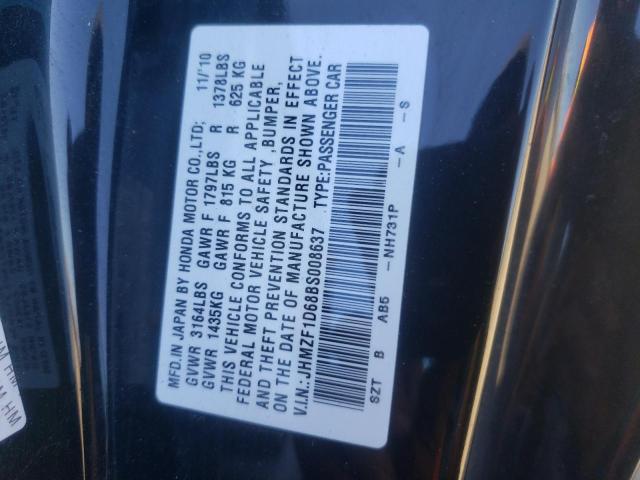 MFD.IN JAPAN BY HONDA MOTOR CO.,LTD; 11/10
GVWR 3164LBS GAWR F 1797LBS R 1378LBS
GVWR 1435KG GAWR F 815 KG R 625 KG
THIS VEHICLE CONFORMS TO ALL APPLICABLE
FEDERAL MOTOR VEHICLE SAFETY ,BUMPER,
AND THEFT PREVENTION STANDARDS IN EFFECT
ON THE DATE OF MANUFACTURE SHOWN ABOVE.
V.I.N.:JHMZF1D68BS008637 TYPE:PASSENGER CAR
SZT B AB5 -NH731P -A -S